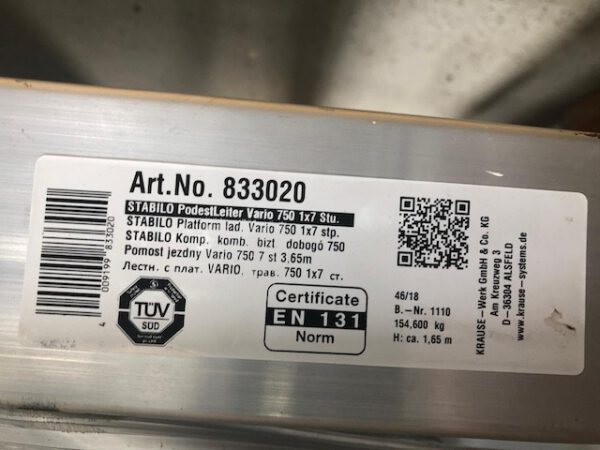 Art.No. 833020
STABILO PodestLeiter Vario 750 1x7 Stu.
STABILO Platform lad. Vario 750 1x7 stp.
STABILO Komp. komb. bizt. dobogó 750
Pomost jezdny Vario 750 7 st 3,65m
Лестн. с плат. VARIO, трав. 750 1x7 ст.
4 009199 833020
TÜV
SÜD
Certificate
EN 131
Norm
46/18
B.-Nr. 1110
154,600 kg
H: ca. 1,65 m
KRAUSE-Werk GmbH & Co. KG
Am Kreuzweg 3
D-36304 ALSFELD
www.krause-systems.de